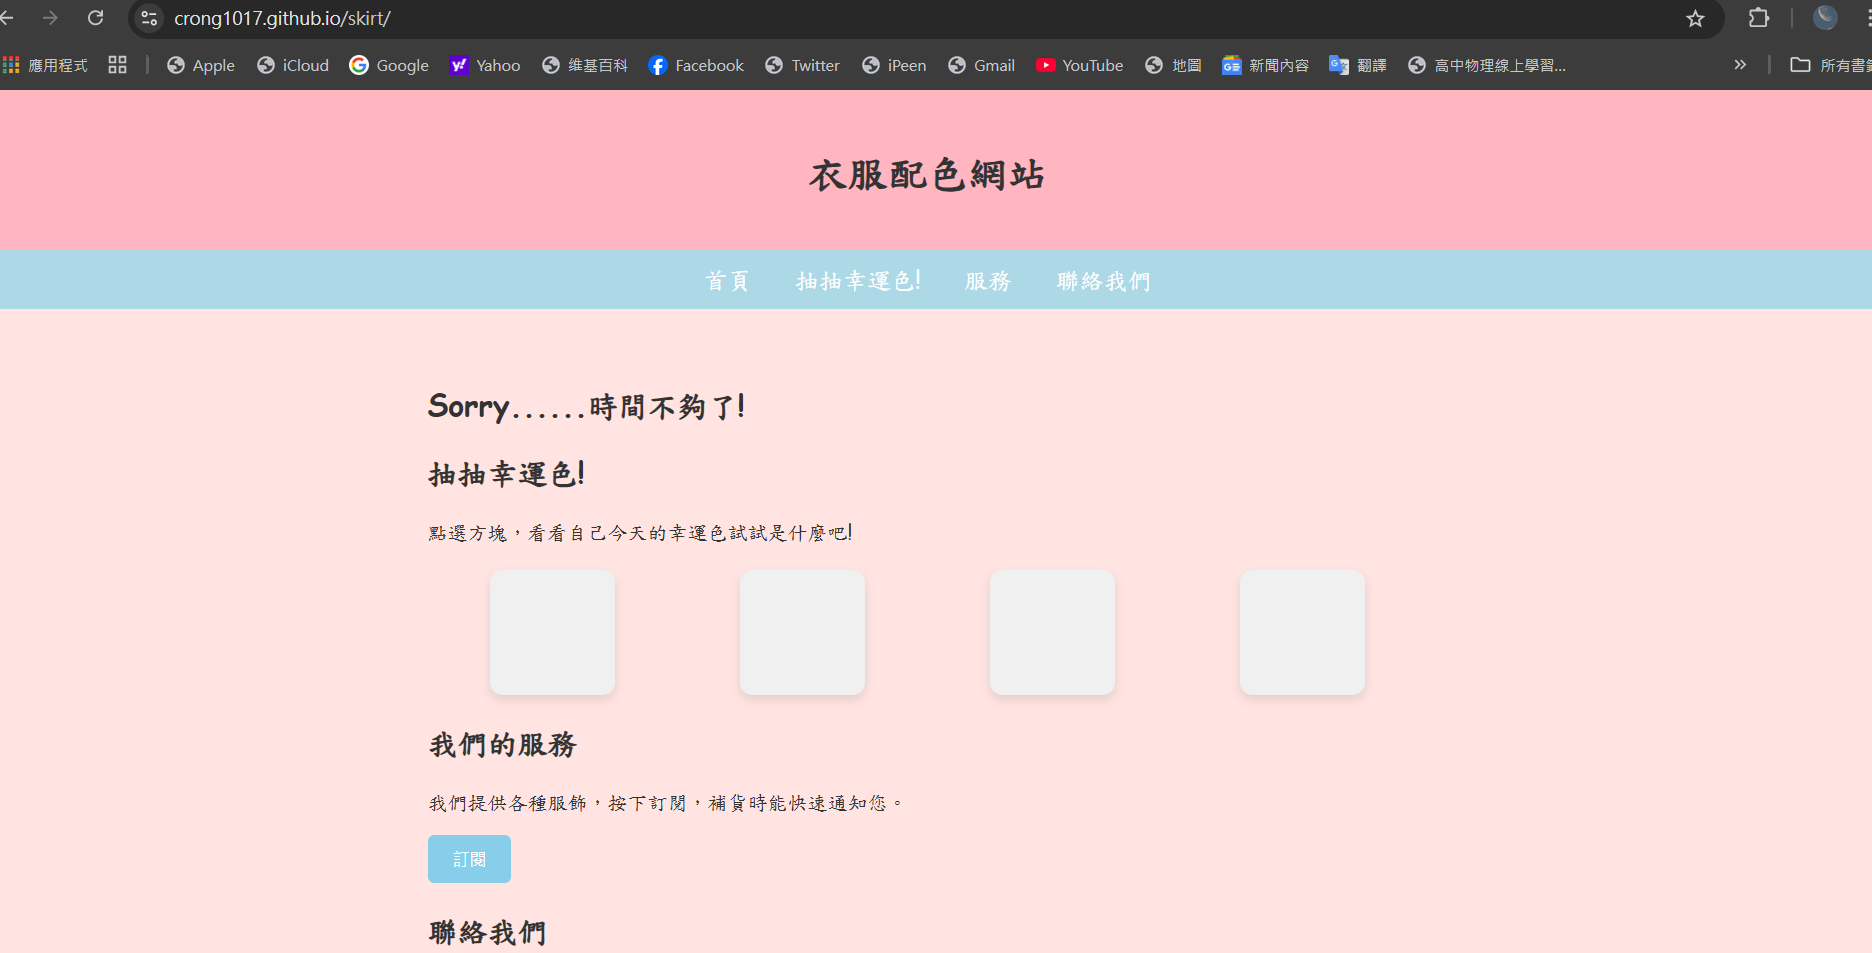 crong1017.github.io/skirt/
應用程式 Apple iCloud Google Yahoo 維基百科 Facebook Twitter iPeen Gmail YouTube 地圖 新聞內容 翻譯 高中物理線上學習... » 所有書籤
衣服配色網站
首頁 抽抽幸運色! 服務 聯絡我們
Sorry......時間不夠了!
抽抽幸運色!
點選方塊，看看自己今天的幸運色試試是什麼吧!
我們的服務
我們提供各種服飾，按下訂閱，補貨時能快速通知您。
訂閱
聯絡我們